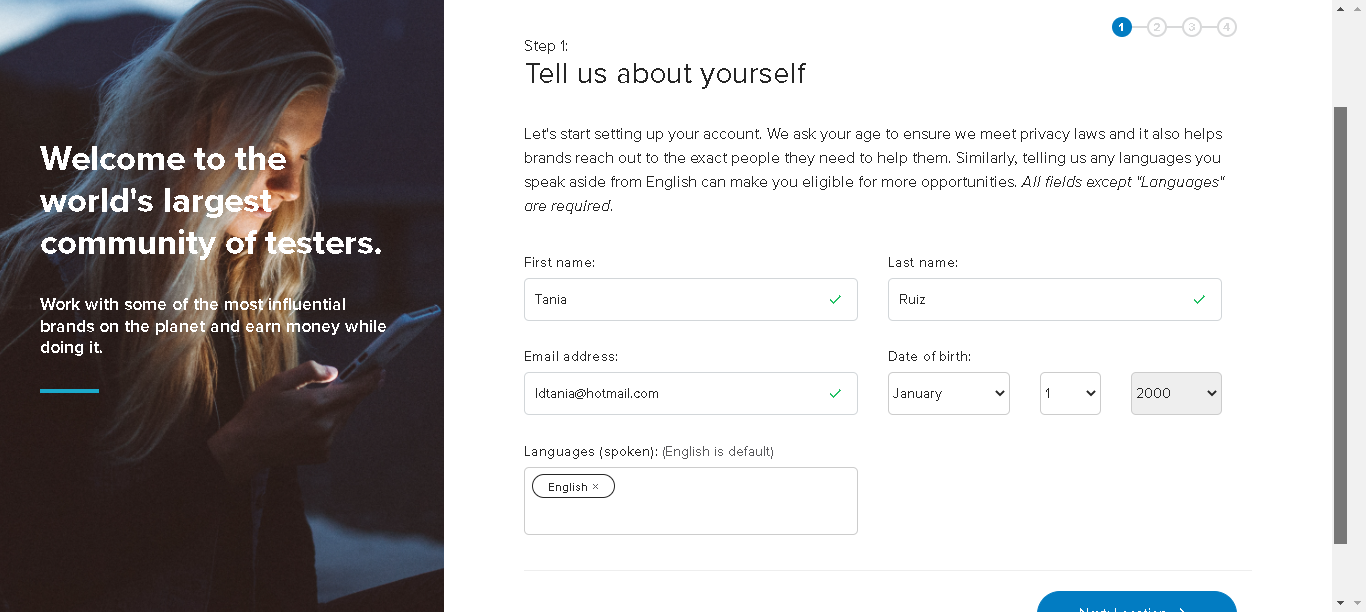 Welcome to the
world's largest
community of testers.
Work with some of the most influential
brands on the planet and earn money while
doing it.
1 2 3 4
Step 1:
Tell us about yourself
Let's start setting up your account. We ask your age to ensure we meet privacy laws and it also helps
brands reach out to the exact people they need to help them. Similarly, telling us any languages you
speak aside from English can make you eligible for more opportunities. All fields except "Languages"
are required.
First name: Last name:
Tania Ruiz
Email address: Date of birth:
ldtania@hotmail.com January 1 2000
Languages (spoken): (English is default)
English ×
Next: Location